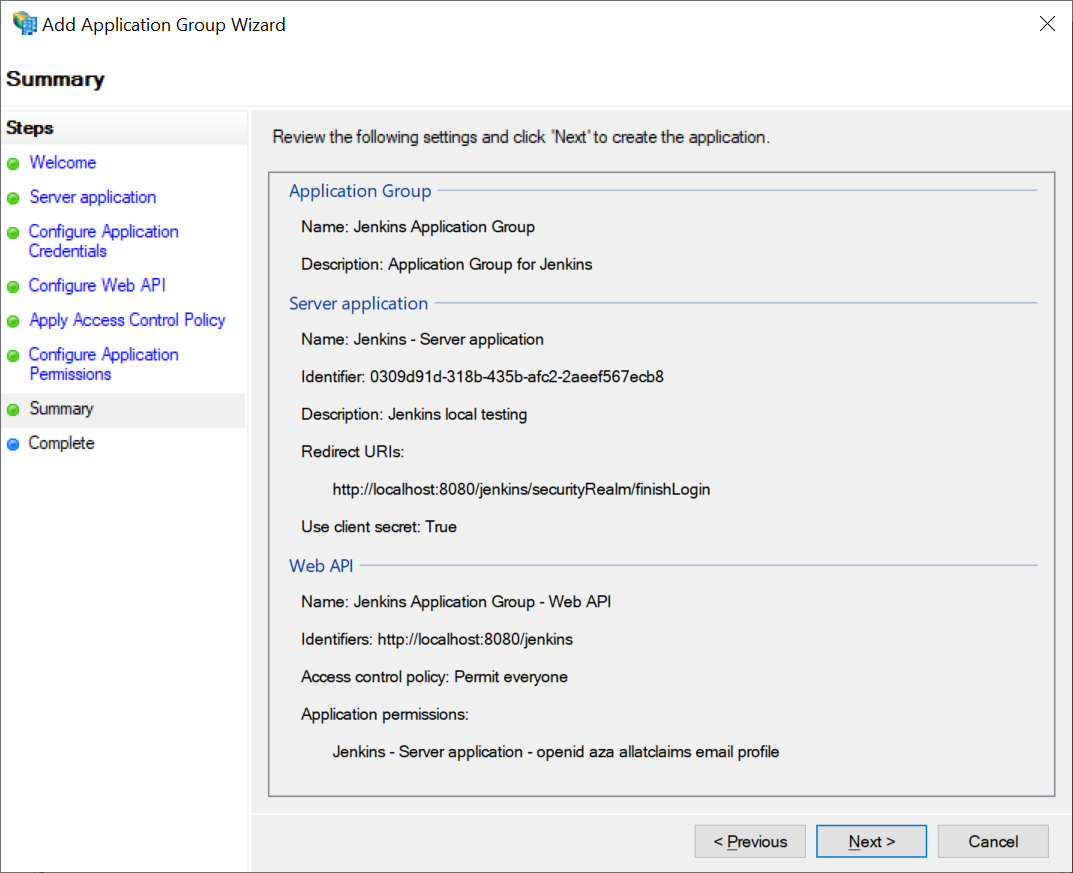 Add Application Group Wizard
Summary
Steps
Welcome
Server application
Configure Application
Credentials
Configure Web API
Apply Access Control Policy
Configure Application
Permissions
Summary
Complete
Review the following settings and click "Next" to create the application.
Application Group
Name: Jenkins Application Group
Description: Application Group for Jenkins
Server application
Name: Jenkins - Server application
Identifier: 0309d91d-318b-435b-afc2-2aeef567ecb8
Description: Jenkins local testing
Redirect URIs:
http://localhost:8080/jenkins/securityRealm/finishLogin
Use client secret: True
Web API
Name: Jenkins Application Group - Web API
Identifiers: http://localhost:8080/jenkins
Access control policy: Permit everyone
Application permissions:
Jenkins - Server application - openid aza allatclaims email profile
< Previous
Next >
Cancel